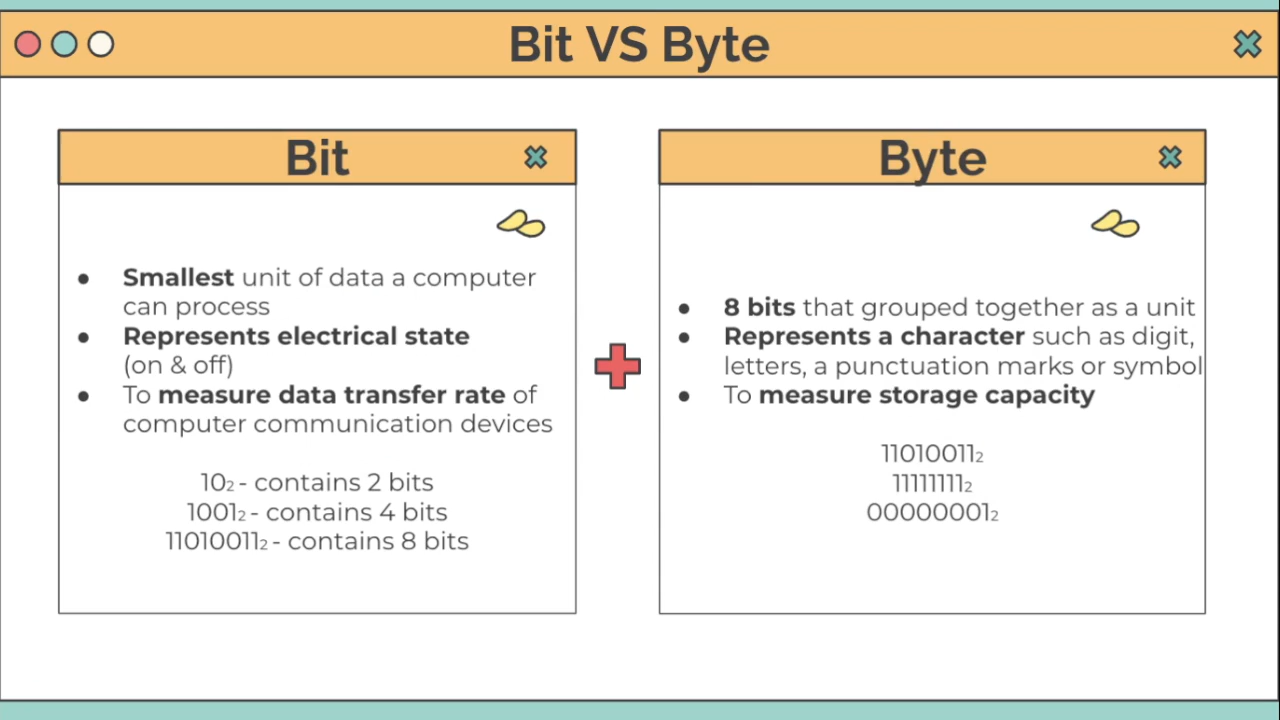 Bit VS Byte
Bit
● Smallest unit of data a computer
can process
● Represents electrical state
(on & off)
● To measure data transfer rate of
computer communication devices
10₂ - contains 2 bits
1001₂ - contains 4 bits
11010011₂ - contains 8 bits
Byte
● 8 bits that grouped together as a unit
● Represents a character such as digit,
letters, a punctuation marks or symbol
● To measure storage capacity
11010011₂
11111111₂
00000001₂